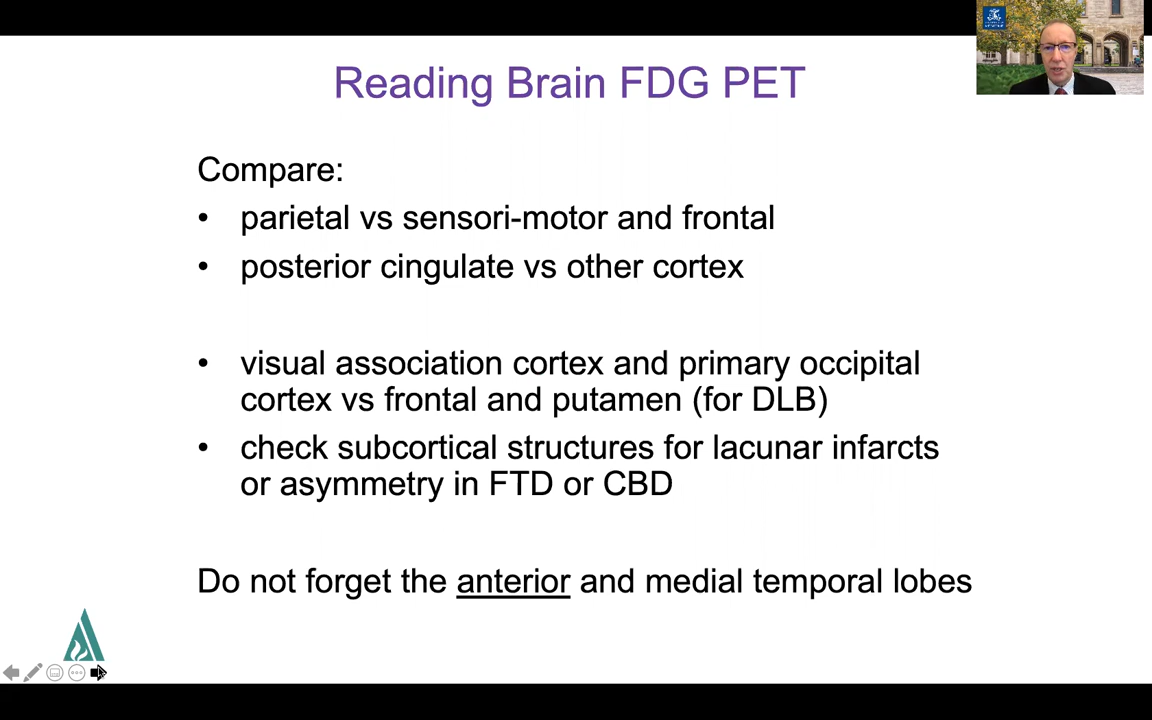 Reading Brain FDG PET
Compare:
• parietal vs sensori-motor and frontal
• posterior cingulate vs other cortex
• visual association cortex and primary occipital
cortex vs frontal and putamen (for DLB)
• check subcortical structures for lacunar infarcts
or asymmetry in FTD or CBD
Do not forget the anterior and medial temporal lobes